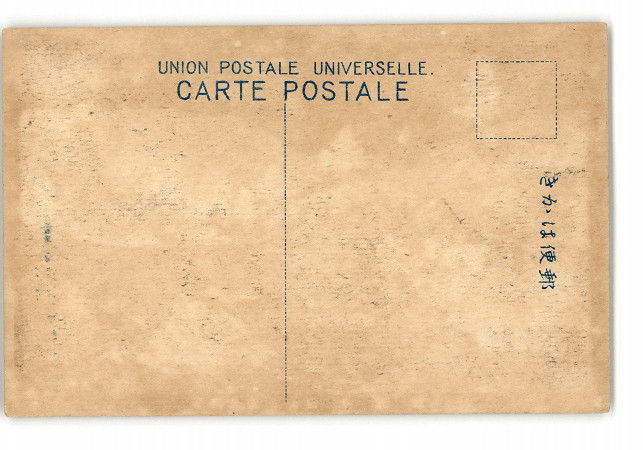 UNION POSTALE UNIVERSELLE.
CARTE POSTALE
郵便はかき